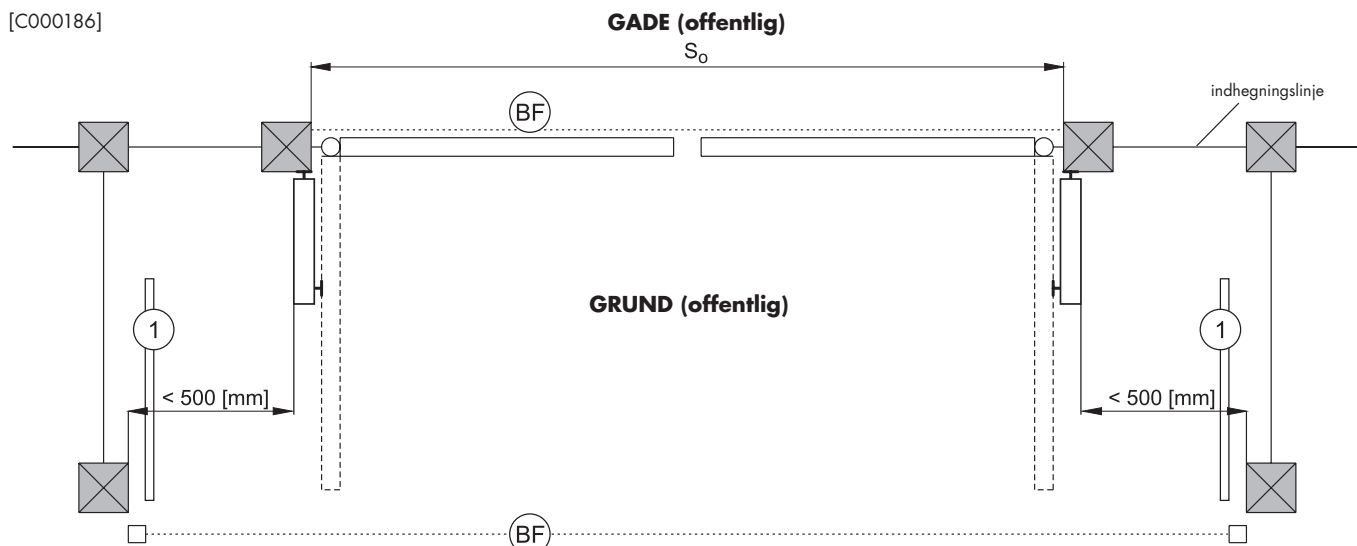 [C000186]
GADE (offentlig)
So
BF
indhegningslinje
GRUND (offentlig)
1
1
< 500 [mm]
< 500 [mm]
BF